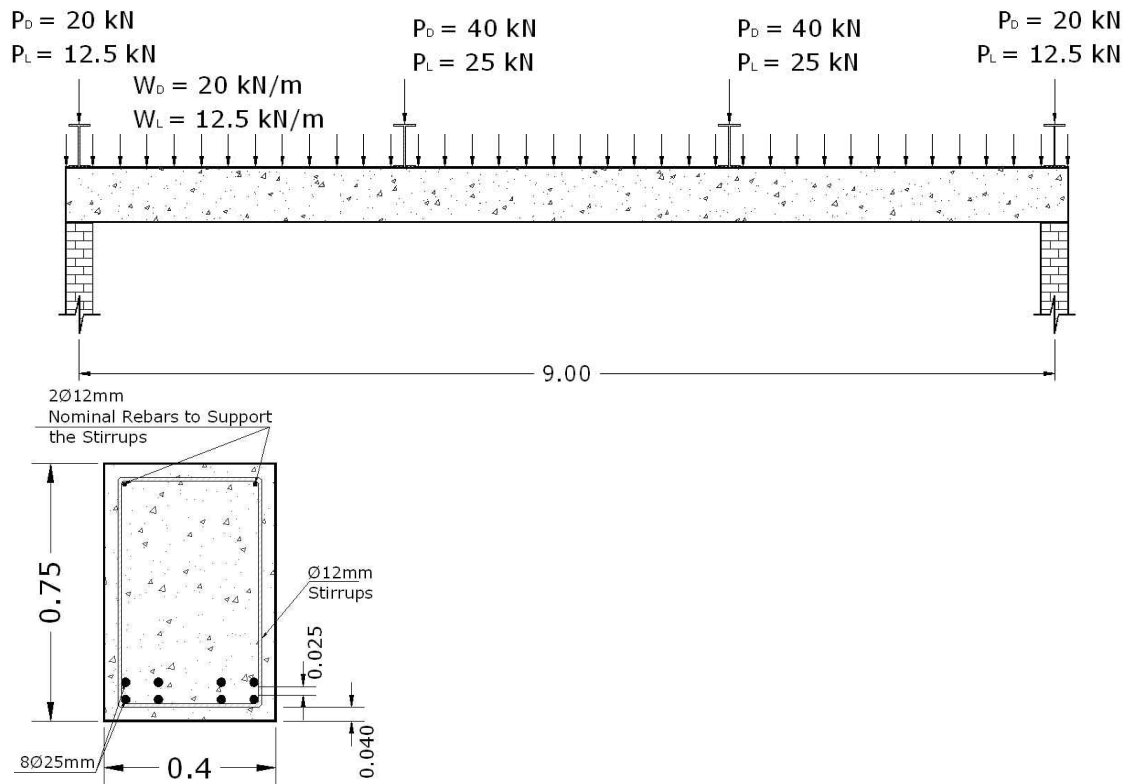 P_D = 20 kN
P_L = 12.5 kN
W_D = 20 kN/m
W_L = 12.5 kN/m
P_D = 40 kN
P_L = 25 kN
P_D = 40 kN
P_L = 25 kN
P_D = 20 kN
P_L = 12.5 kN
9.00
2Ø12mm
Nominal Rebars to Support
the Stirrups
0.75
Ø12mm
Stirrups
0.025
0.040
8Ø25mm
0.4